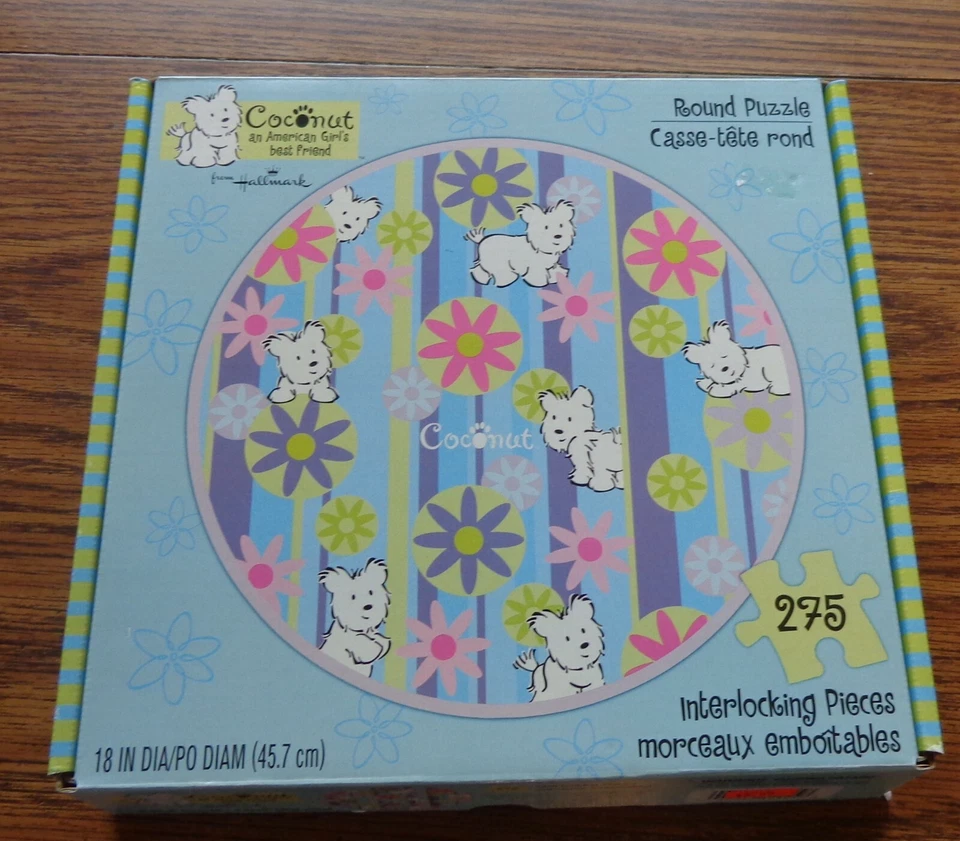 Coconut
an American Girl's
best friend
from Hallmark
Round Puzzle
Casse-tête rond
Coconut
275
Interlocking Pieces
morceaux emboîtables
18 IN DIA/PO DIAM (45.7 cm)